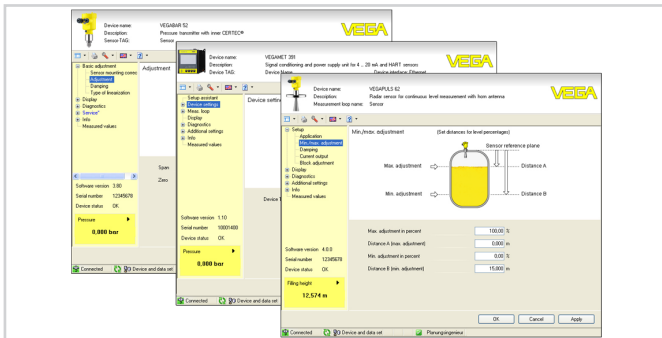 Device name: VEGABAR 52
Description: Pressure transmitter with inner CERTEC®
Sensor TAG: Sensor
VEGA
Basic adjustment
Sensor mounting correc
Adjustment
Damping
Type of linearization
Display
Diagnostics
Service
Info
Measured values
Adjustment
Span
Zero
Software version 3.80
Serial number 12345678
Device status OK
Pressure
0,000 bar
Connected
Device and data set
Device name: VEGAMET 391
Description: Signal conditioning and power supply unit for 4 .. 20 mA and HART sensors
Device TAG: Device Name
Device interface: Ethernet
VEGA
Setup assistant
Device settings
Meas. loop
Display
Diagnostics
Additional settings
Info
Measured values
Device settin
Device T
Software version 1.10
Serial number 10001400
Device status OK
Pressure
0,000 bar
Connected
Device and data set
Device name: VEGAPULS 62
Description: Radar sensor for continuous level measurement with horn antenna
Measurement loop name: Sensor
VEGA
Setup
Application
Min./max. adjustment
Damping
Current output
Block adjustment
Display
Diagnostics
Additional settings
Info
Measured values
Min./max. adjustment
(Set distances for level percentages)
Sensor reference plane
Max. adjustment
Distance A
Min. adjustment
Distance B
Max. adjustment in percent 100,00 %
Distance A (max. adjustment) 0,000 m
Min. adjustment in percent 0,00 %
Distance B (min. adjustment) 15,000 m
Software version 4.0.0
Serial number 12345678
Device status OK
Filling height
12,574 m
OK Cancel Apply
Connected
Device and data set
Planungsingenieur